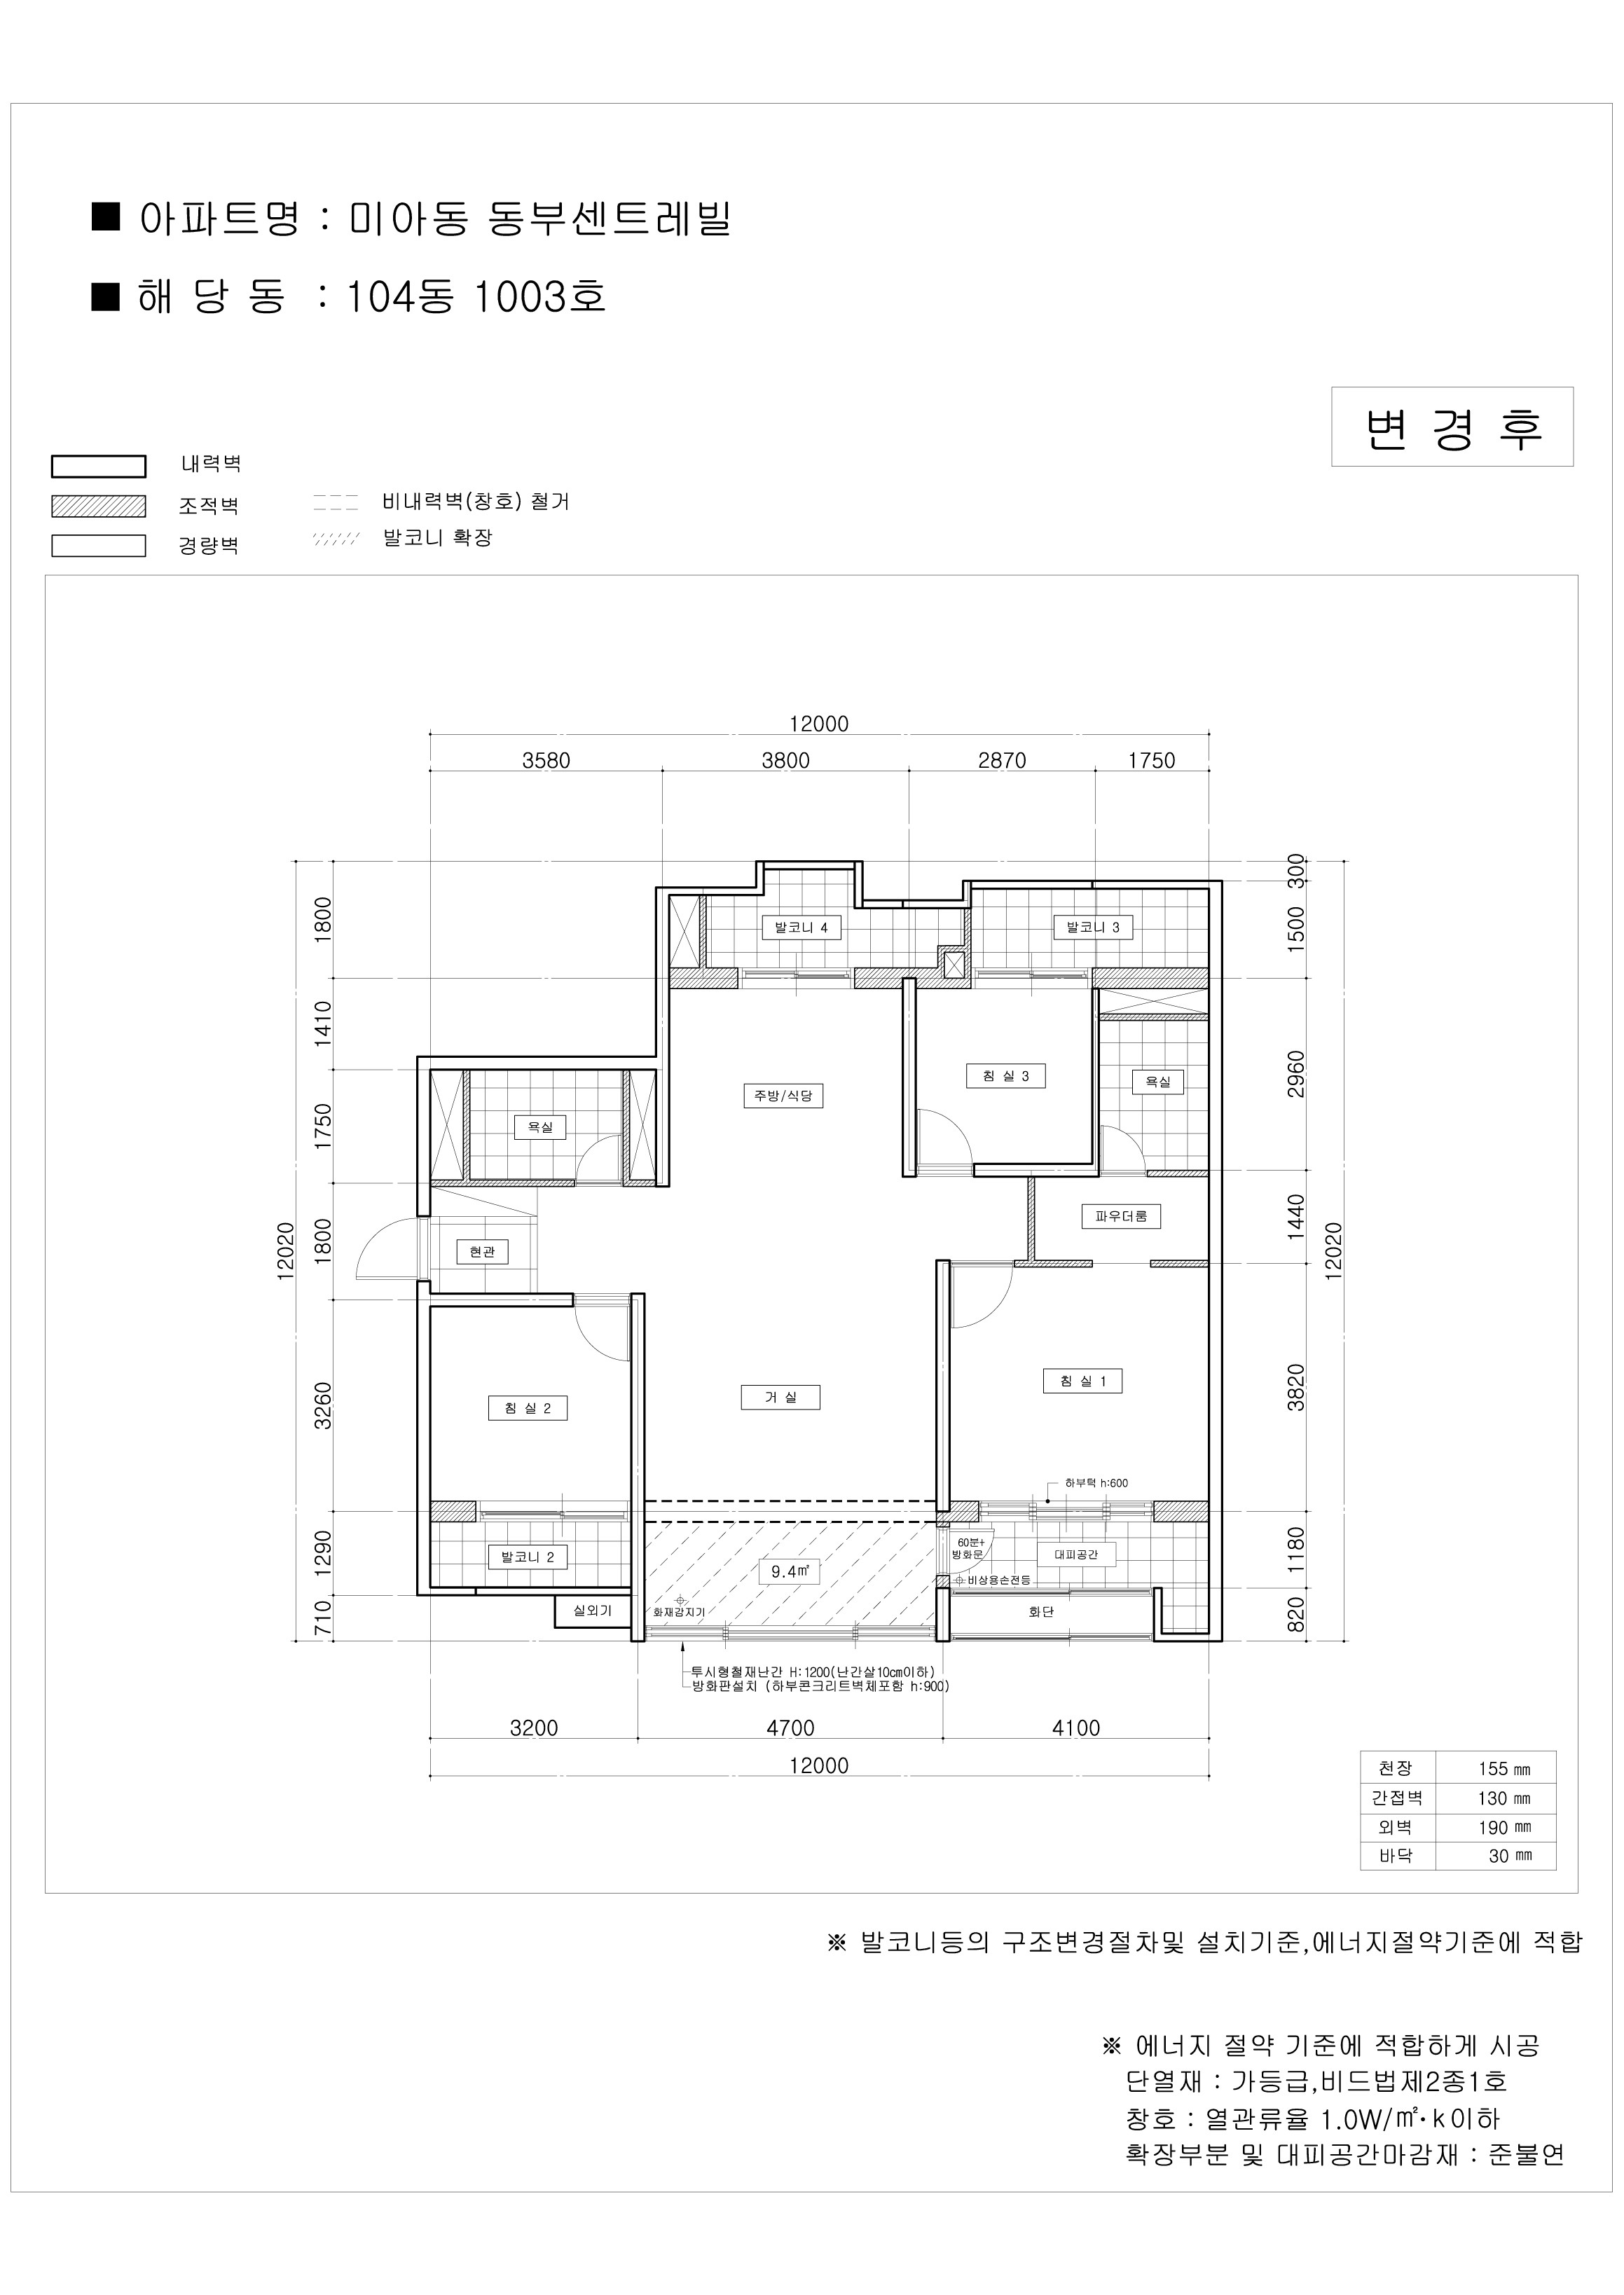 ■ 아파트명 : 미아동 동부센트레빌
■ 해 당 동 : 104동 1003호
변 경 후
내력벽
조적벽
경량벽
비내력벽(창호) 철거
발코니 확장
12000
3580 3800 2870 1750
12020
1800
1410
1750
1800
3260
1290
710
300
1500
2960
1440
3820
1180
820
12020
발코니 4
발코니 3
침 실 3
주방/식당
욕실
욕실
파우더룸
현관
침 실 1
거 실
침 실 2
하부턱 h:600
60분+
방화문
대피공간
발코니 2
9.4㎡
비상용손전등
실외기
화재감지기
화단
투시형철재난간 H:1200(난간살10㎝이하)
방화판설치 (하부콘크리트벽체포함 h:900)
3200 4700 4100
12000
천장 155 ㎜
간접벽 130 ㎜
외벽 190 ㎜
바닥 30 ㎜
※ 발코니등의 구조변경절차및 설치기준,에너지절약기준에 적합
※ 에너지 절약 기준에 적합하게 시공
단열재 : 가등급,비드법제2종1호
창호 : 열관류율 1.0W/㎡·k이하
확장부분 및 대피공간마감재 : 준불연